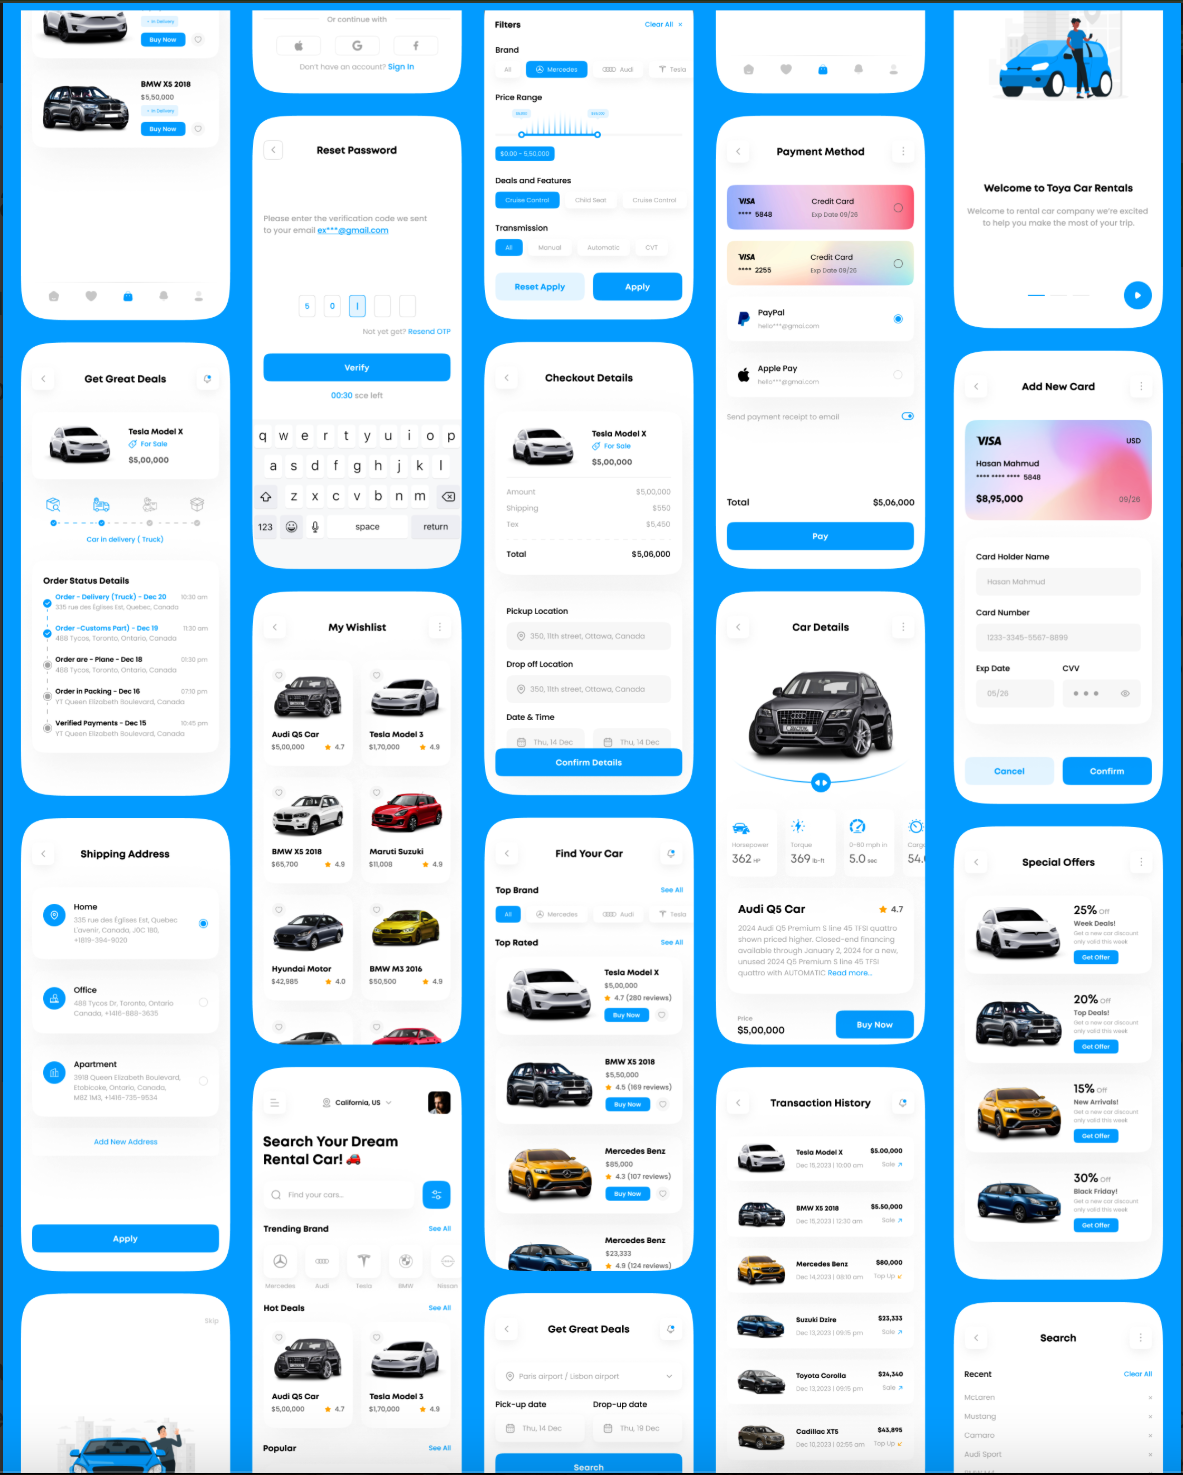 In Delivery
Buy Now
BMW X5 2018
$5,50,000
In Delivery
Buy Now
Get Great Deals
Tesla Model X
For Sale
$5,00,000
Car in delivery ( Truck)
Order Status Details
Order - Delivery (Truck) - Dec 20 10:30 am
335 rue des Églises Est, Quebec, Canada
Order -Customs Part) - Dec 19 11:20 am
468 Tycos, Toronto, Ontario, Canada
Order are - Plane - Dec 18 01:30 pm
468 Tycos, Toronto, Ontario, Canada
Order in Packing - Dec 16 07:10 pm
YT Queen Elizabeth Boulevard, Canada
Verified Payments - Dec 15 10:45 pm
YT Queen Elizabeth Boulevard, Canada
Shipping Address
Home
335 rue des Églises Est, Quebec
L'avenir, Canada, J0C 1B0,
+1819-394-9020
Office
488 Tycos Dr, Toronto, Ontario
Canada, +1416-888-3635
Apartment
3918 Queen Elizabeth Boulevard,
Etobicoke, Ontario, Canada,
M8Z 1M3, +1416-735-9534
Add New Address
Apply
Skip
Or continue with
Don't have an account? Sign In
Reset Password
Please enter the verification code we sent
to your email ex***@gmail.com
5 0
Not yet get? Resend OTP
Verify
00:30 sce left
q w e r t y u i o p
a s d f g h j k l
z x c v b n m
123 space return
My Wishlist
Audi Q5 Car Tesla Model 3
$5,00,000 4.7 $1,70,000 4.9
BMW X5 2018 Maruti Suzuki
$65,700 4.9 $11,008 4.9
Hyundai Motor BMW M3 2016
$42,985 4.0 $50,500 4.9
California, US
Search Your Dream
Rental Car!
Find your cars..
Trending Brand See All
Mercedes Audi Tesla BMW Nissan
Hot Deals See All
Audi Q5 Car Tesla Model 3
$5,00,000 4.7 $1,70,000 4.9
Popular See All
Filters Clear All ×
Brand
All Mercedes Audi Tesla
Price Range
$0.00 - 5,50,000
Deals and Features
Cruise Control Child Seat Cruise Control
Transmission
All Manual Automatic CVT
Reset Apply Apply
Checkout Details
Tesla Model X
For Sale
$5,00,000
Amount $5,00,000
Shipping $550
Tex $5,450
Total $5,06,000
Pickup Location
350, 11th street, Ottawa, Canada
Drop off Location
350, 11th street, Ottawa, Canada
Date & Time
Thu, 14 Dec Thu, 14 Dec
Confirm Details
Find Your Car
Top Brand See All
All Mercedes Audi Tesla
Top Rated See All
Tesla Model X
$5,00,000
4.7 (280 reviews)
Buy Now
BMW X5 2018
$5,50,000
4.5 (169 reviews)
Buy Now
Mercedes Benz
$85,000
4.3 (107 reviews)
Buy Now
Mercedes Benz
$23,333
4.9 (124 reviews)
Get Great Deals
Paris airport / Lisbon airport
Pick-up date Drop-up date
Thu, 14 Dec Thu, 19 Dec
Search
Payment Method
VISA Credit Card
**** 5848 Exp Date 09/26
VISA Credit Card
**** 2255 Exp Date 08/26
PayPal
hello***@gmai.com
Apple Pay
hello***@gmai.com
Send payment receipt to email
Total $5,06,000
Pay
Car Details
Horsepower Torque 0-60 mph in Cargo
362 HP 369 lb-ft 5.0 sec 54.
Audi Q5 Car 4.7
2024 Audi Q5 Premium S line 45 TFSI quattro
shown priced higher. Closed-end financing
available through January 2, 2024 for a new,
unused 2024 Q5 Premium S line 45 TFSI
quattro with AUTOMATIC Read more..
Price
$5,00,000
Buy Now
Transaction History
Tesla Model X $5.00,000
Dec 15,2023 | 10:00 am Sale
BMW X5 2018 $5.50,000
Dec 15,2023 | 12:30 am Sale
Mercedes Benz $80,000
Dec 14,2023 | 08:10 am Top Up
Suzuki Dzire $23,333
Dec 13,2023 | 09:15 pm Sale
Toyota Corolla $24,340
Dec 13,2023 | 09:15 pm Sale
Cadillac XT5 $43,895
Dec 10,2023 | 02:55 am Top Up
Welcome to Toya Car Rentals
Welcome to rental car company we're excited
to help you make the most of your trip.
Add New Card
VISA USD
Hasan Mahmud
**** **** **** 5848
$8,95,000 09/26
Card Holder Name
Hasan Mahmud
Card Number
1233-3345-5567-8899
Exp Date CVV
05/26
Cancel Confirm
Special Offers
25% Off
Week Deals!
Get a new car discount
only valid this week
Get Offer
20% Off
Top Deals!
Get a new car discount
only valid this week
Get Offer
15% Off
New Arrivals!
Get a new car discount
only valid this week
Get Offer
30% Off
Black Friday!
Get a new car discount
only valid this week
Get Offer
Search
Recent Clear All
McLaren ×
Mustang ×
Camaro ×
Audi Sport ×